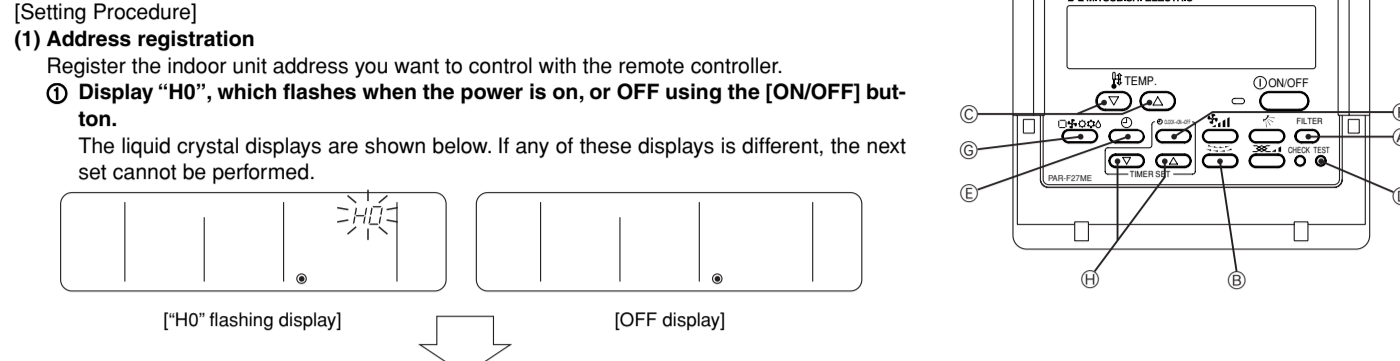 [Setting Procedure]
(1) Address registration
Register the indoor unit address you want to control with the remote controller.
① Display “H0”, which flashes when the power is on, or OFF using the [ON/OFF] but-
ton.
The liquid crystal displays are shown below. If any of these displays is different, the next
set cannot be performed.
H0
[“H0” flashing display]
[OFF display]
TEMP.
ON/OFF
FILTER
CHECK TEST
PAR-F27ME
TIMER SET
Ⓒ
Ⓖ
Ⓔ
Ⓗ
Ⓑ